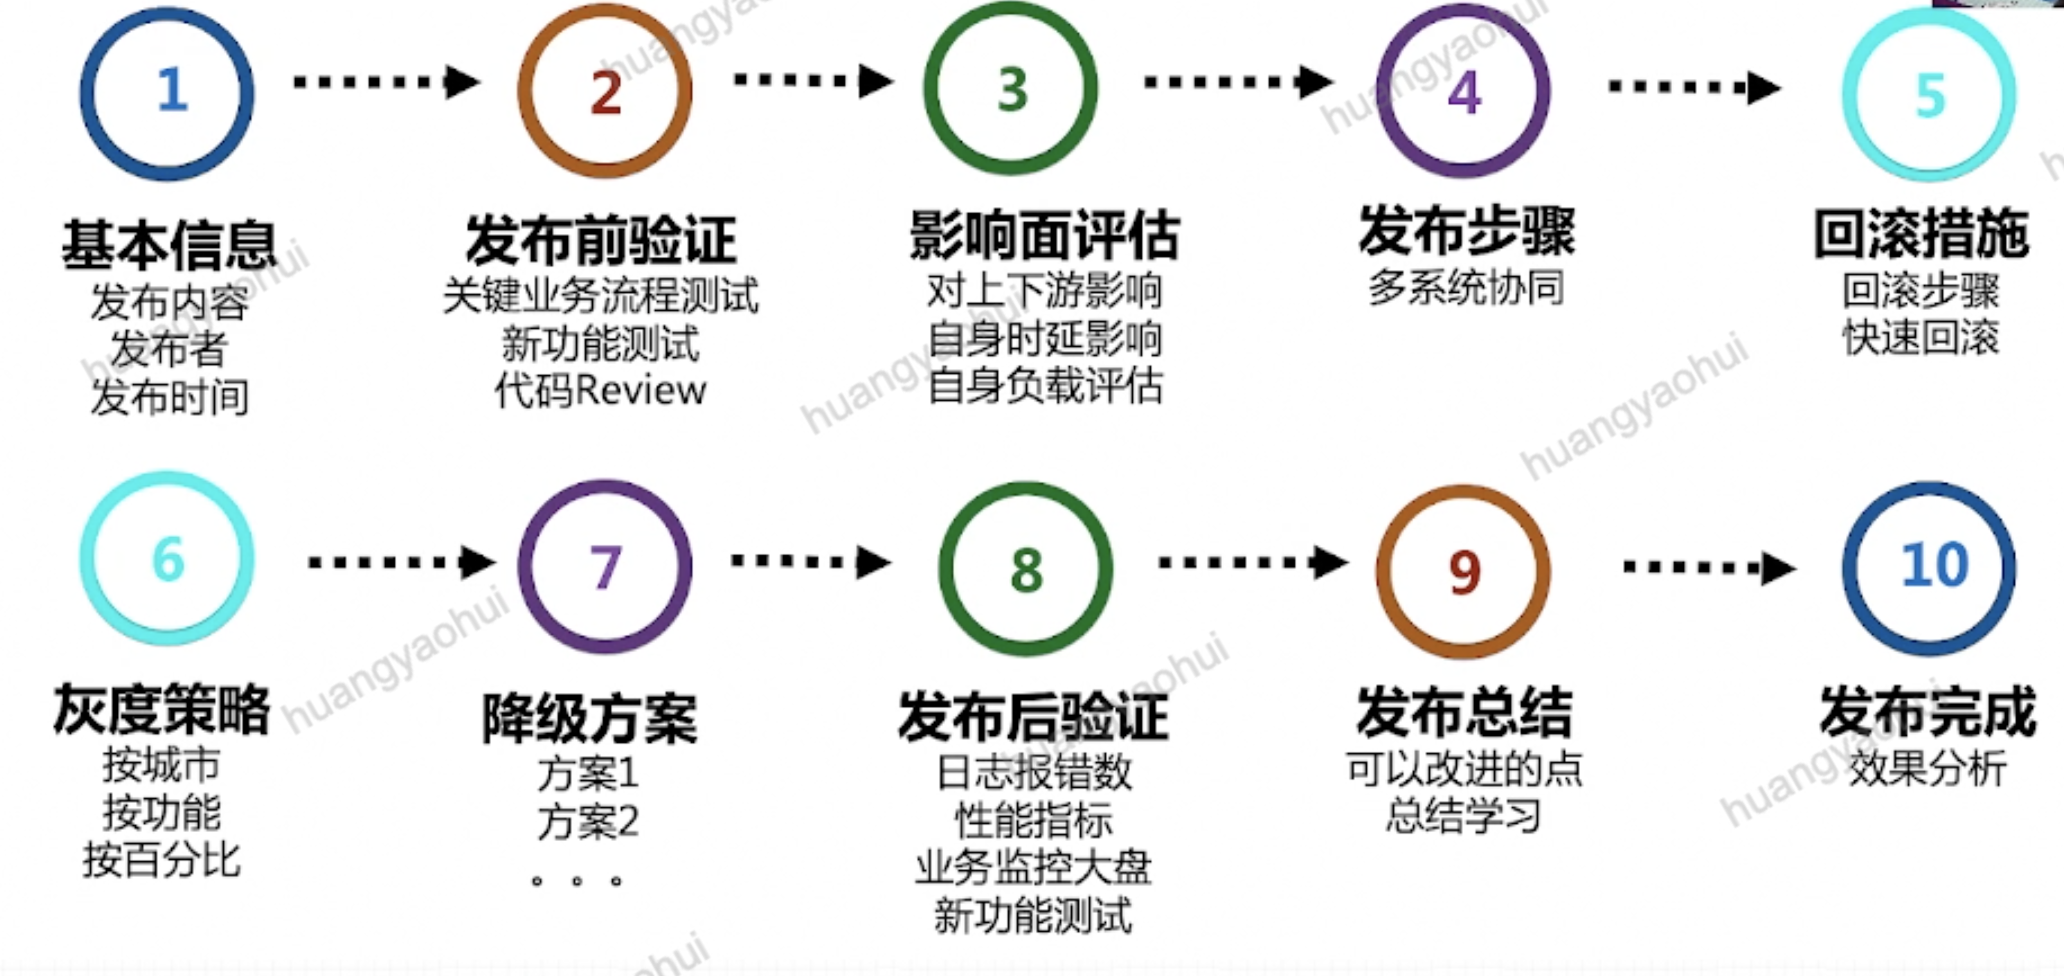 1
基本信息
发布内容
发布者
发布时间
2
发布前验证
关键业务流程测试
新功能测试
代码Review
3
影响面评估
对上下游影响
自身时延影响
自身负载评估
4
发布步骤
多系统协同
5
回滚措施
回滚步骤
快速回滚
6
灰度策略
按城市
按功能
按百分比
7
降级方案
方案1
方案2
。。。
8
发布后验证
日志报错数
性能指标
业务监控大盘
新功能测试
9
发布总结
可以改进的点
总结学习
10
发布完成
效果分析
huangyaohui
huangyaohui
huangyaohui
huangyaohui
huangyaohui
huangyaohui
huangyaohui
huangyaohui